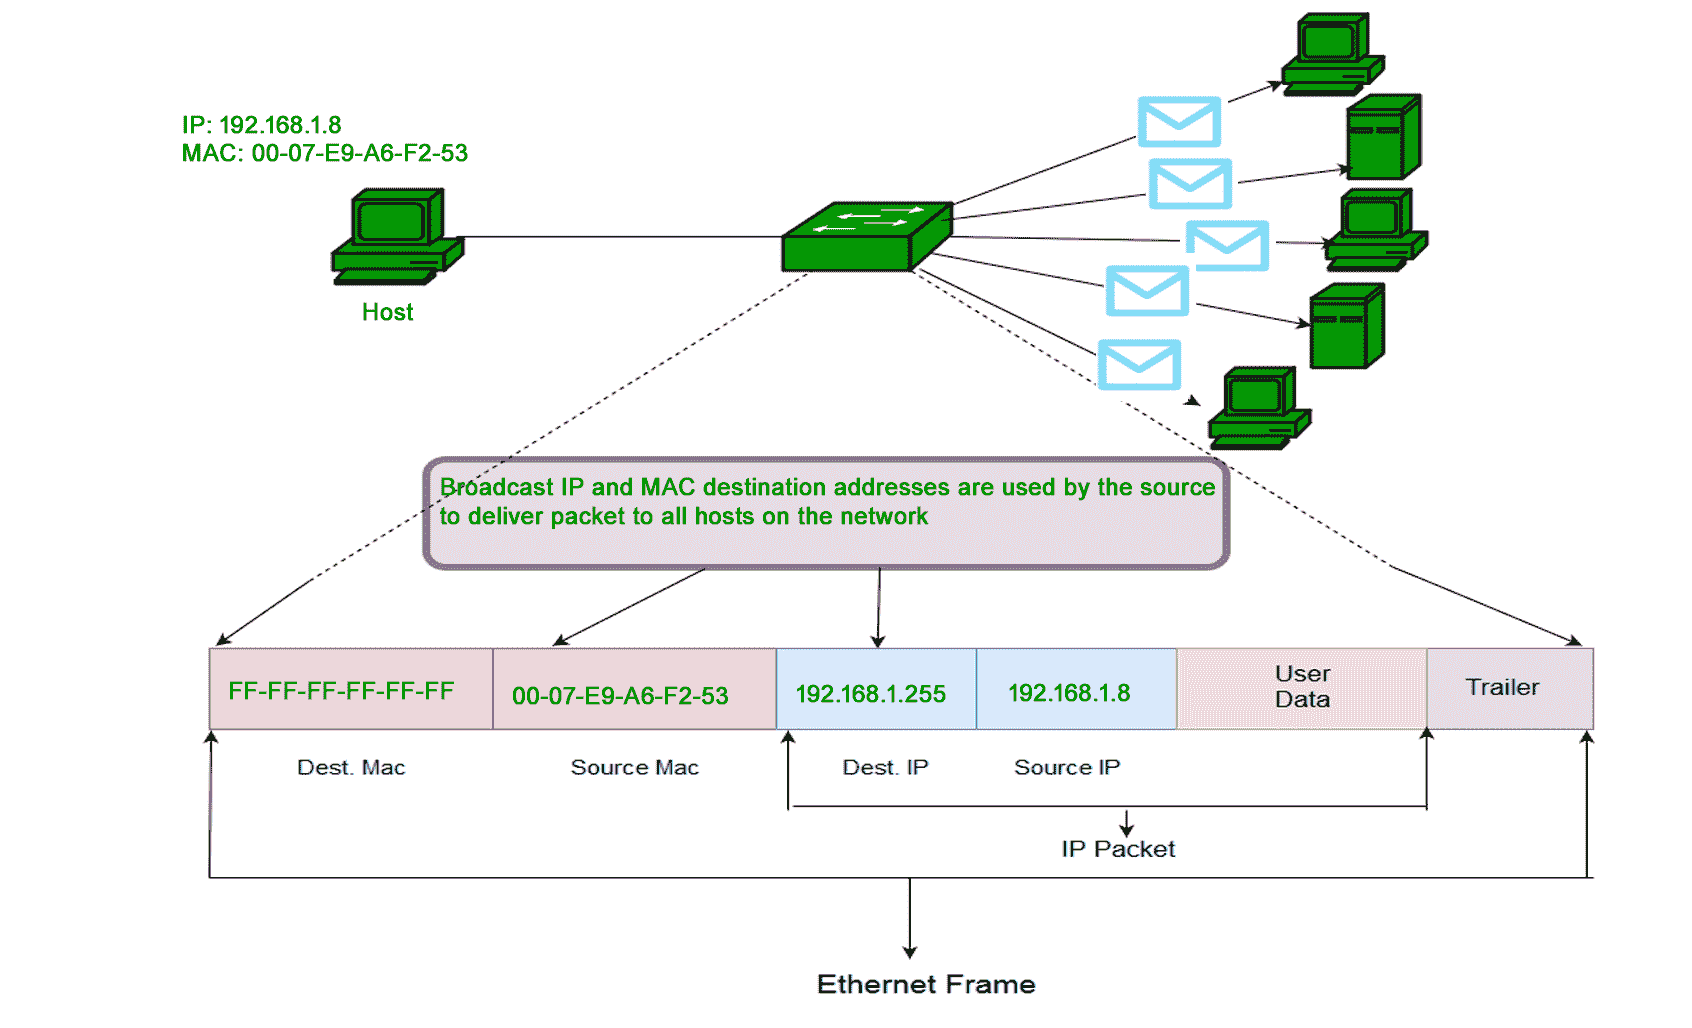 IP: 192.168.1.8
MAC: 00-07-E9-A6-F2-53
Host
Broadcast IP and MAC destination addresses are used by the source
to deliver packet to all hosts on the network
FF-FF-FF-FF-FF-FF
00-07-E9-A6-F2-53
192.168.1.255
192.168.1.8
User
Data
Trailer
Dest. Mac
Source Mac
Dest. IP
Source IP
IP Packet
Ethernet Frame